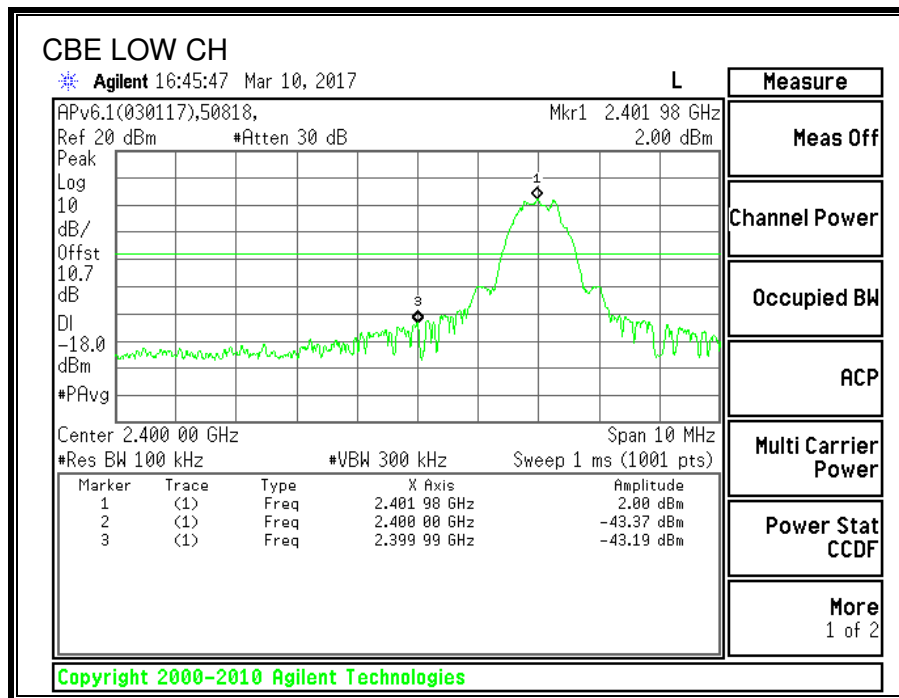 CBE LOW CH
Agilent 16:45:47 Mar 10, 2017 L
APv6.1(030117),50818, Mkr1 2.401 98 GHz
Ref 20 dBm #Atten 30 dB 2.00 dBm
Peak
Log
10
dB/
Offst
10.7
dB
DI
-18.0
dBm
#PAvg
1
3
Center 2.400 00 GHz Span 10 MHz
#Res BW 100 kHz #VBW 300 kHz Sweep 1 ms (1001 pts)
Marker Trace Type X Axis Amplitude
1 (1) Freq 2.401 98 GHz 2.00 dBm
2 (1) Freq 2.400 00 GHz -43.37 dBm
3 (1) Freq 2.399 99 GHz -43.19 dBm
Measure
Meas Off
Channel Power
Occupied BW
ACP
Multi Carrier
Power
Power Stat
CCDF
More
1 of 2
Copyright 2000-2010 Agilent Technologies